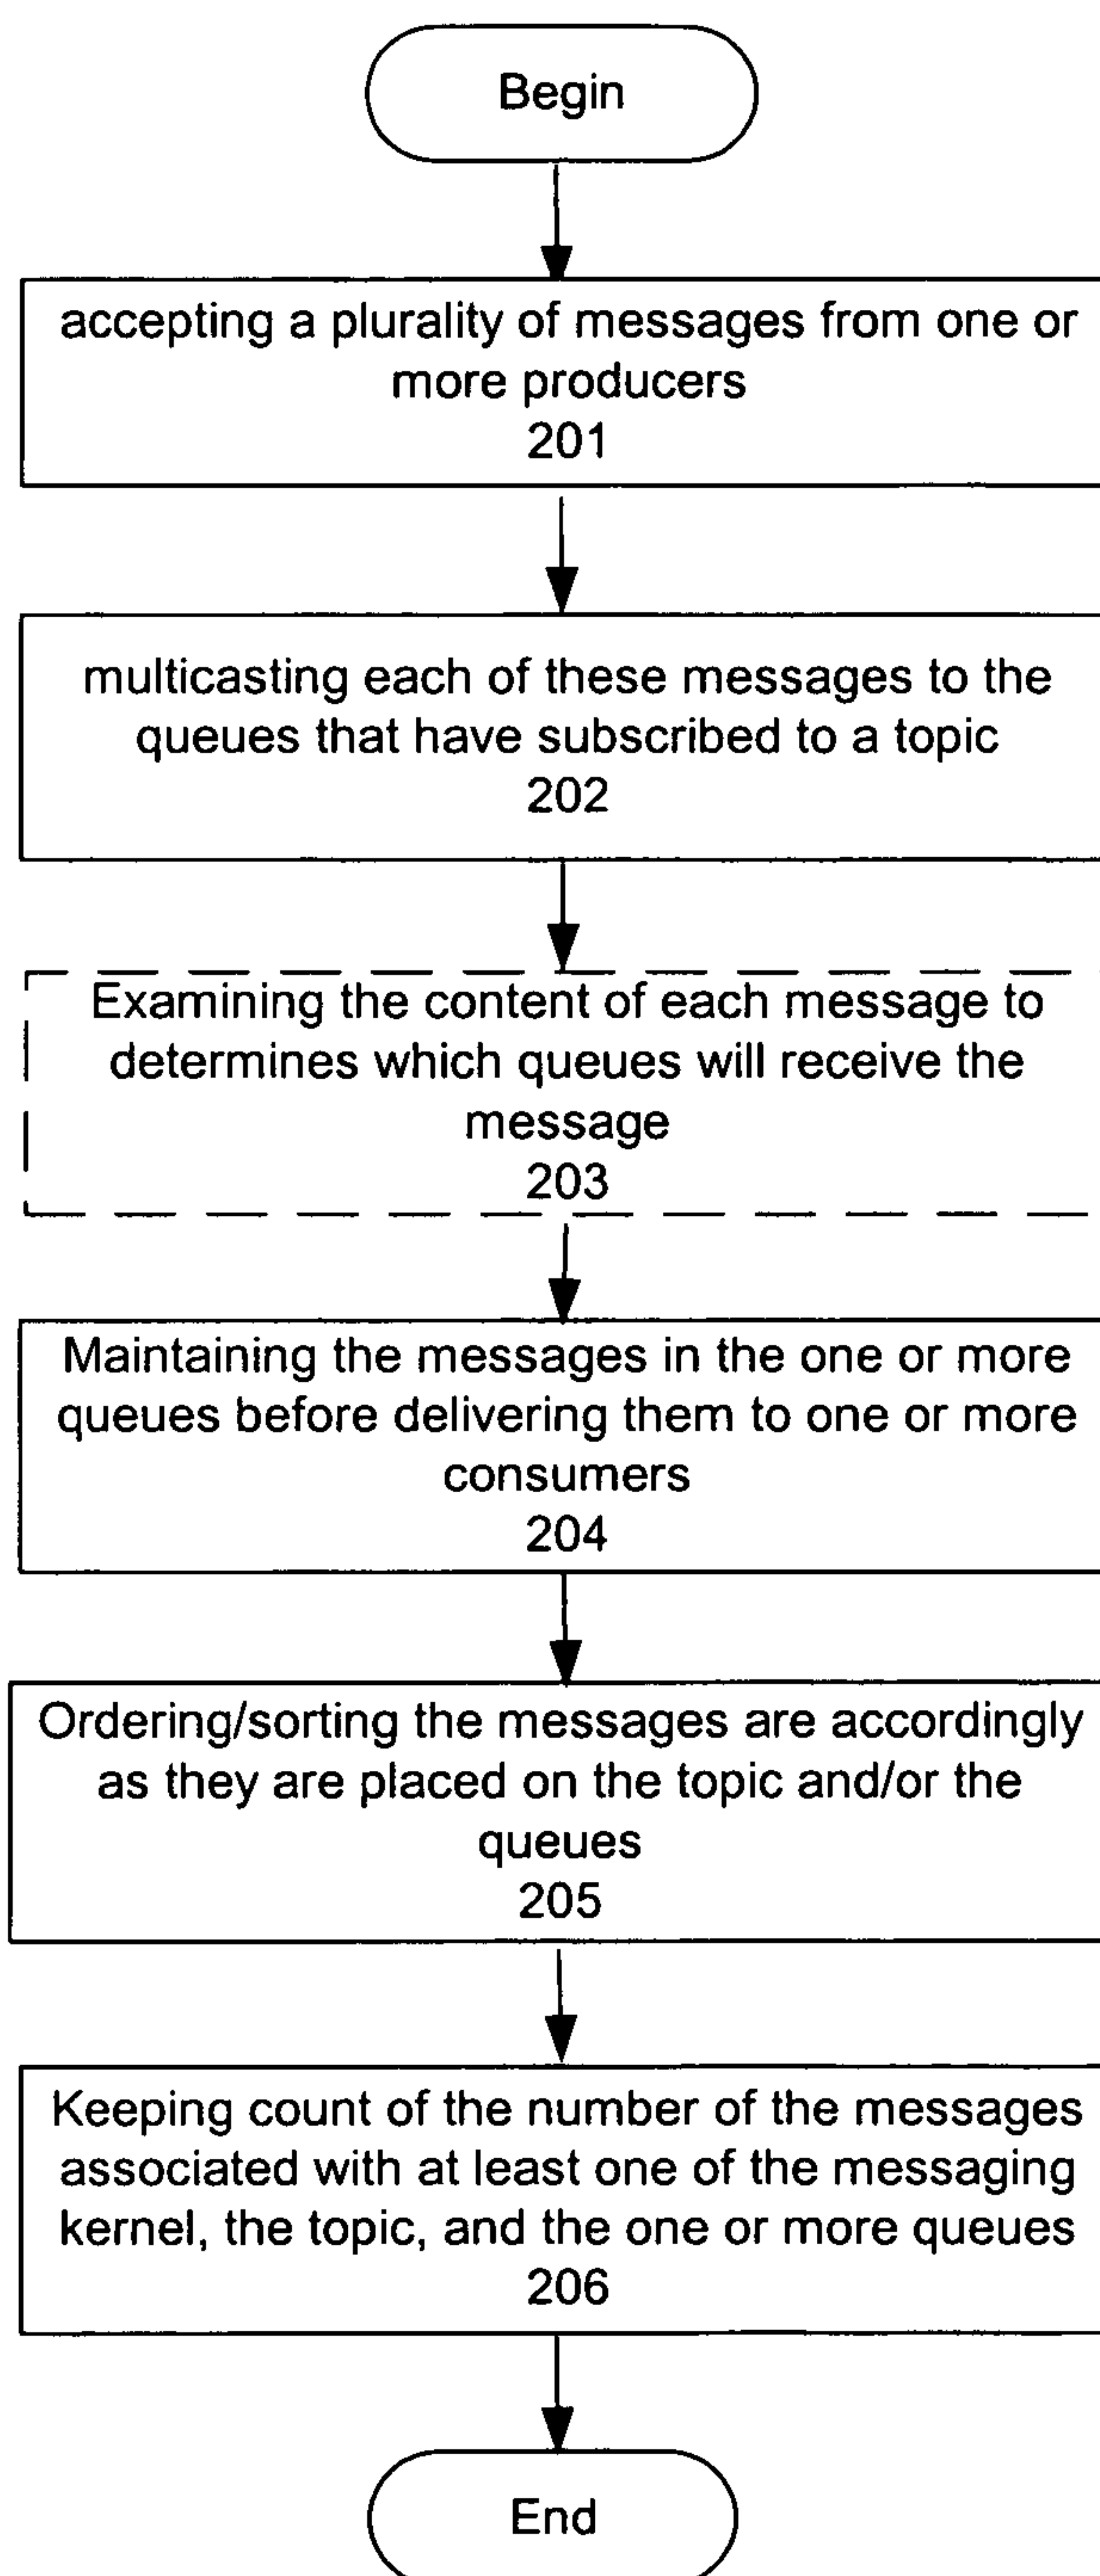 Begin
accepting a plurality of messages from one or
more producers
201
multicasting each of these messages to the
queues that have subscribed to a topic
202
Examining the content of each message to
determines which queues will receive the
message
203
Maintaining the messages in the one or more
queues before delivering them to one or more
consumers
204
Ordering/sorting the messages are accordingly
as they are placed on the topic and/or the
queues
205
Keeping count of the number of the messages
associated with at least one of the messaging
kernel, the topic, and the one or more queues
206
End